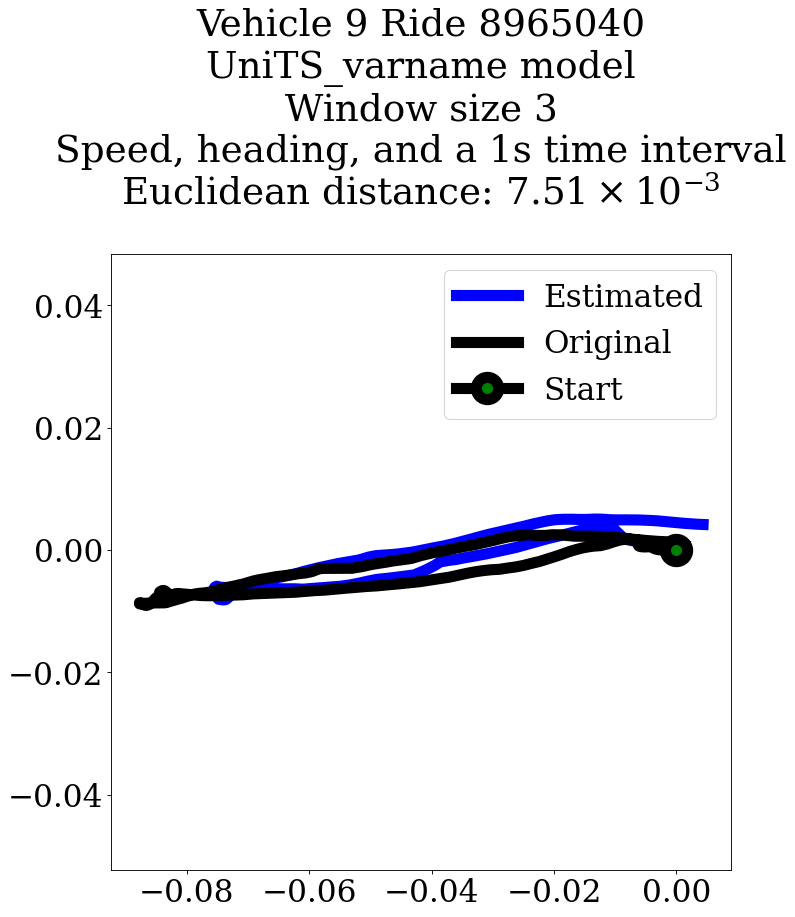 Vehicle 9 Ride 8965040
UniTS_varname model
Window size 3
Speed, heading, and a 1s time interval
Euclidean distance: 7.51 × 10⁻³
Estimated
Original
Start
0.04
0.02
0.00
−0.02
−0.04
−0.08
−0.06
−0.04
−0.02
0.00